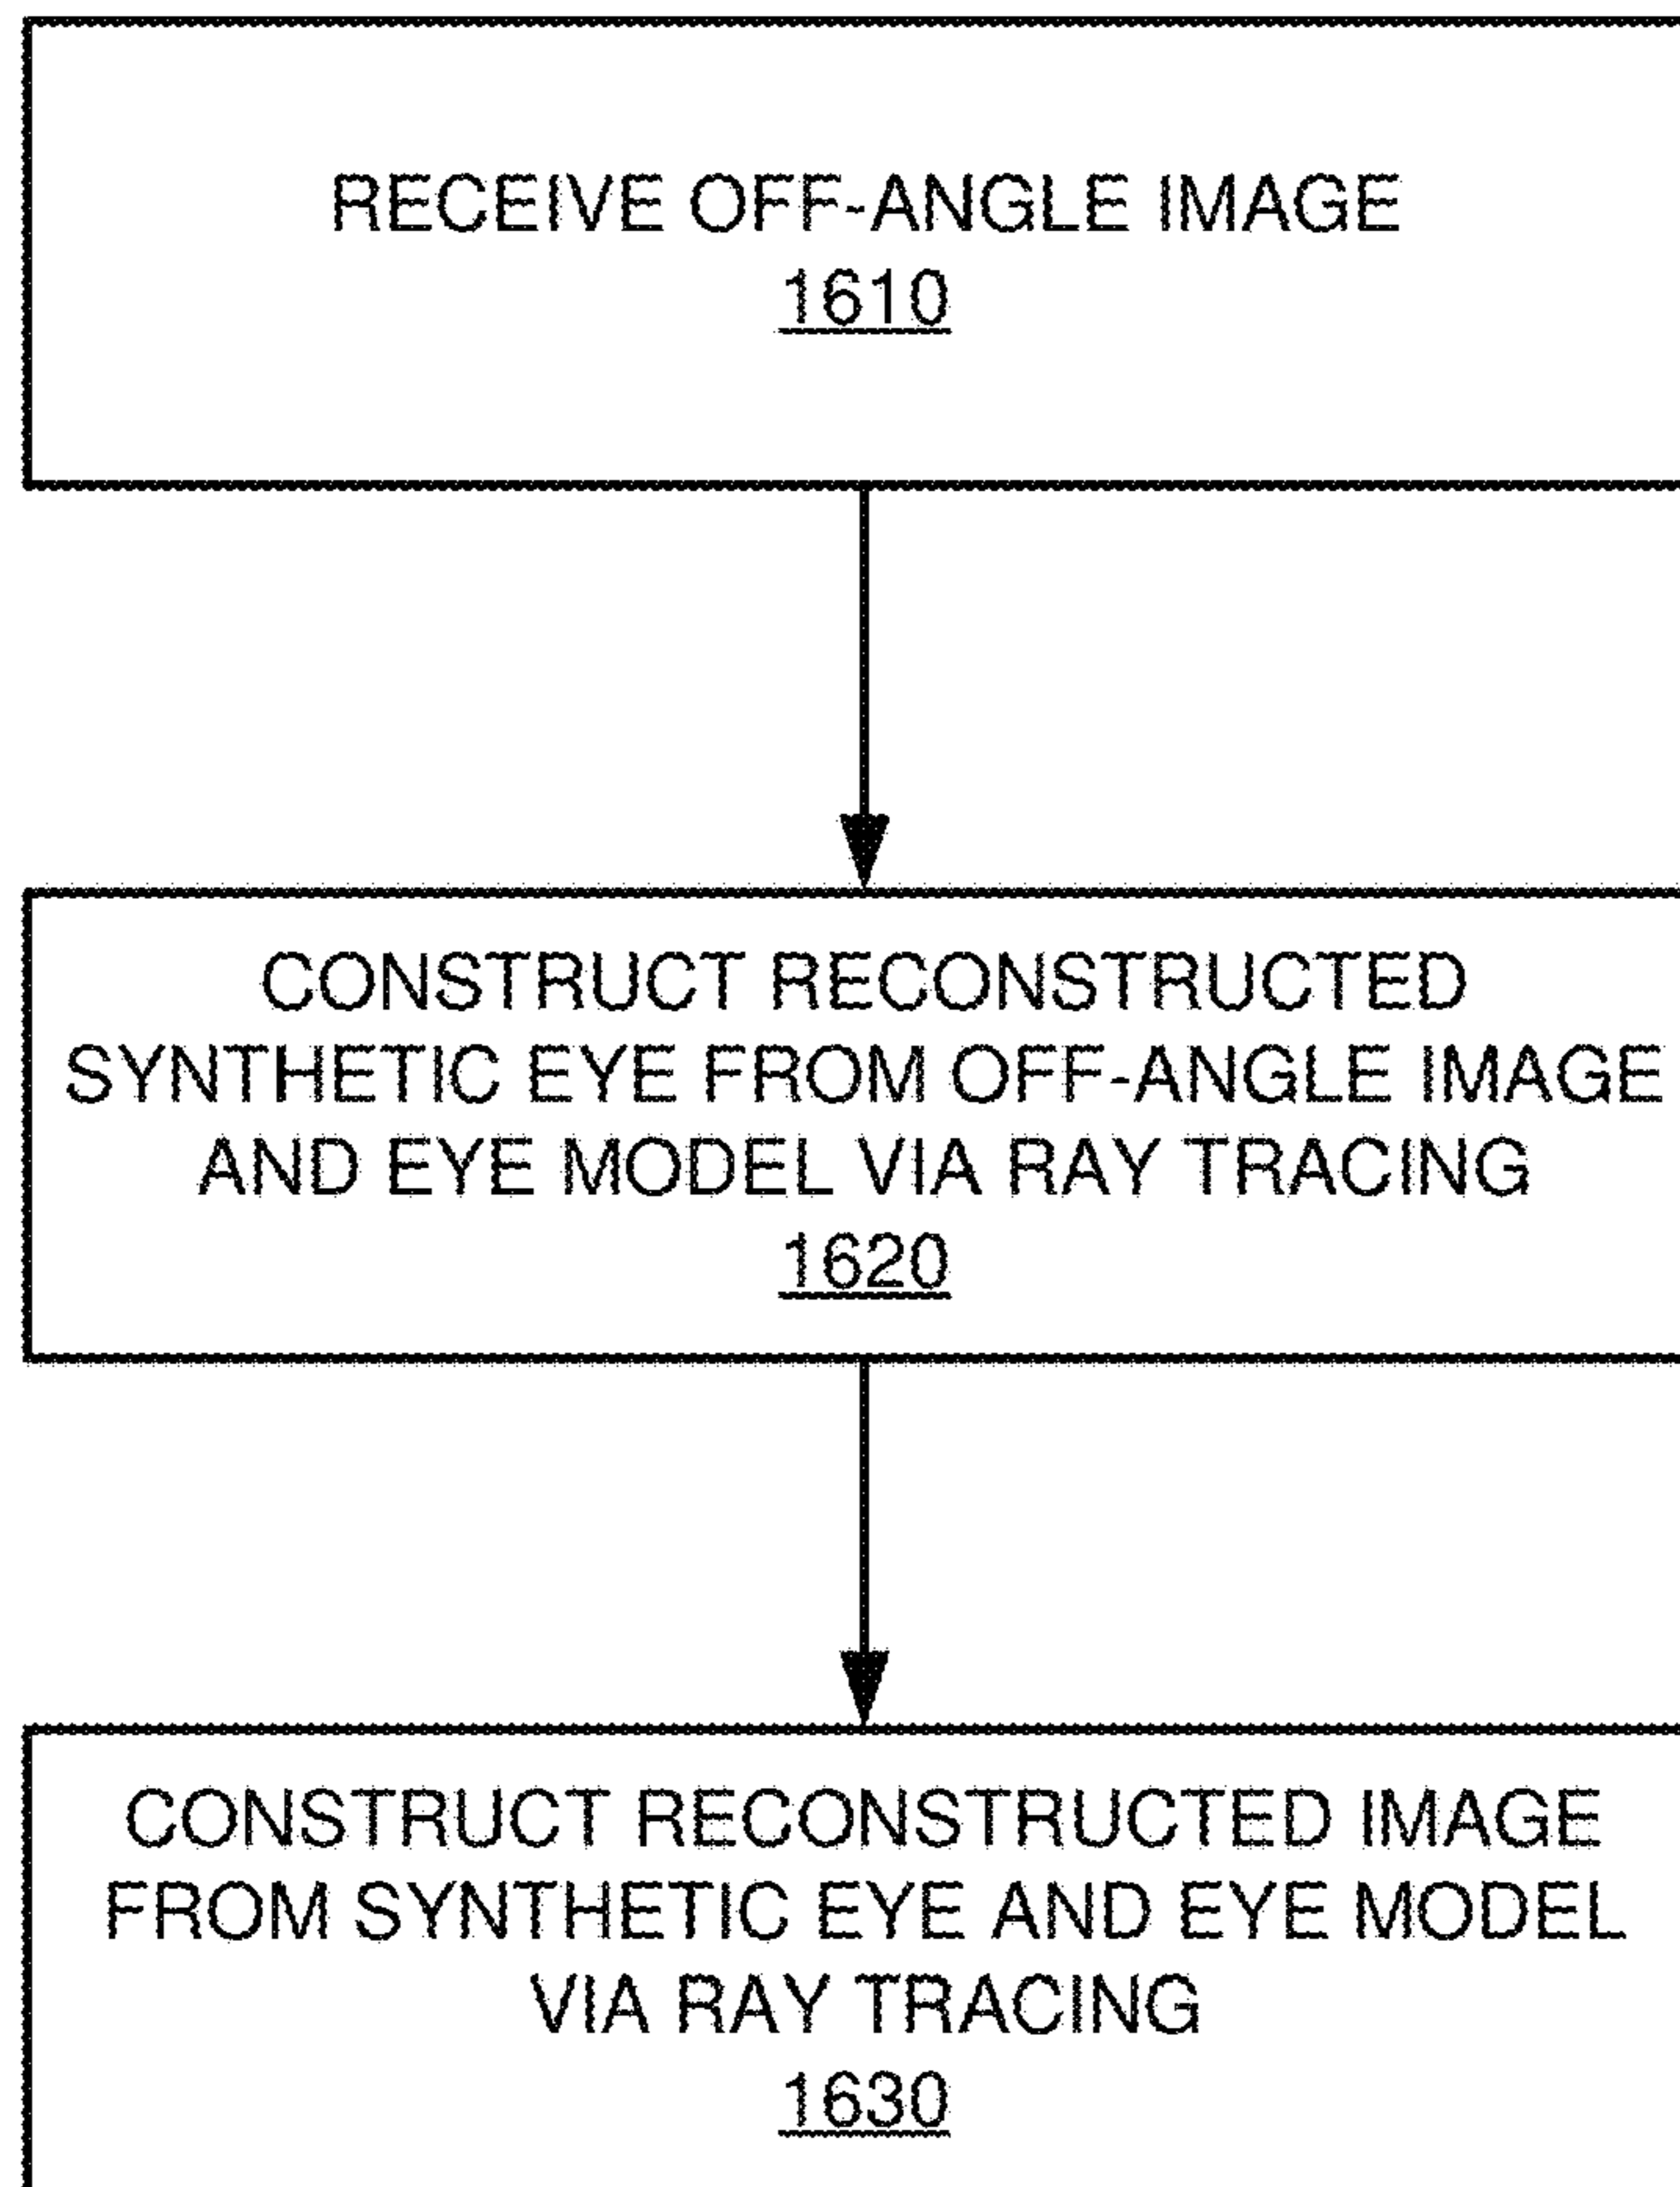 RECEIVE OFF-ANGLE IMAGE
1610
CONSTRUCT RECONSTRUCTED
SYNTHETIC EYE FROM OFF-ANGLE IMAGE
AND EYE MODEL VIA RAY TRACING
1620
CONSTRUCT RECONSTRUCTED IMAGE
FROM SYNTHETIC EYE AND EYE MODEL
VIA RAY TRACING
1630